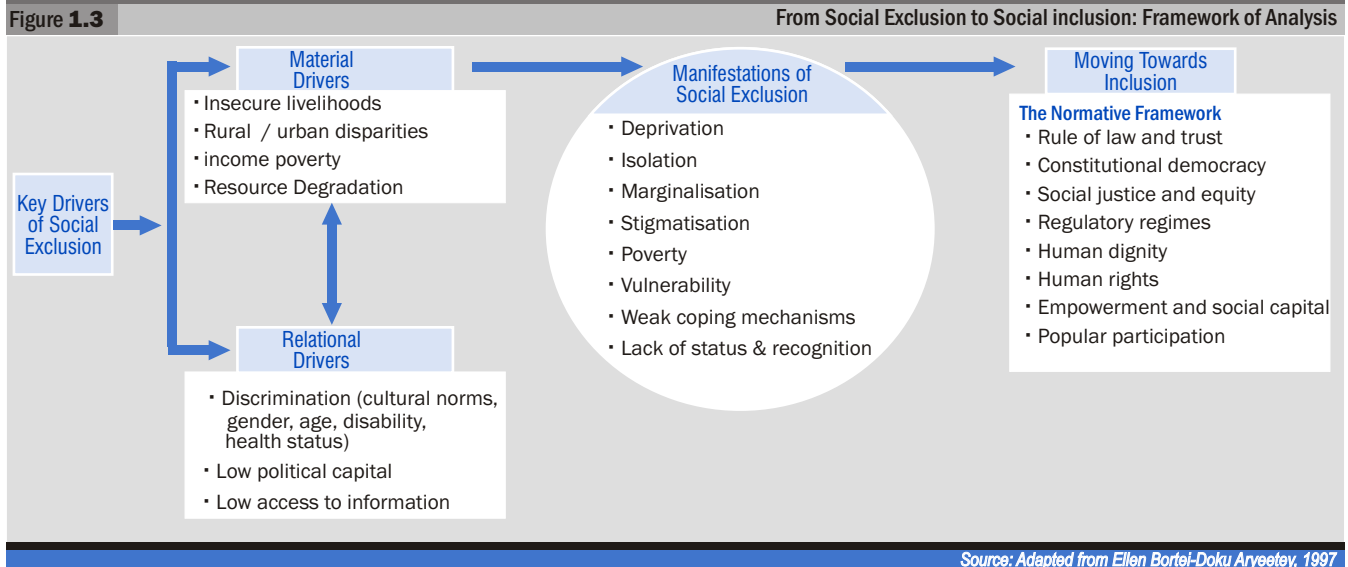 Figure 1.3
From Social Exclusion to Social inclusion: Framework of Analysis
Key Drivers
of Social
Exclusion
Material
Drivers
· Insecure livelihoods
· Rural / urban disparities
· income poverty
· Resource Degradation
Relational
Drivers
· Discrimination (cultural norms,
gender, age, disability,
health status)
· Low political capital
· Low access to information
Manifestations of
Social Exclusion
· Deprivation
· Isolation
· Marginalisation
· Stigmatisation
· Poverty
· Vulnerability
· Weak coping mechanisms
· Lack of status & recognition
Moving Towards
Inclusion
The Normative Framework
· Rule of law and trust
· Constitutional democracy
· Social justice and equity
· Regulatory regimes
· Human dignity
· Human rights
· Empowerment and social capital
· Popular participation
Source: Adapted from Ellen Bortei-Doku Aryeetey, 1997